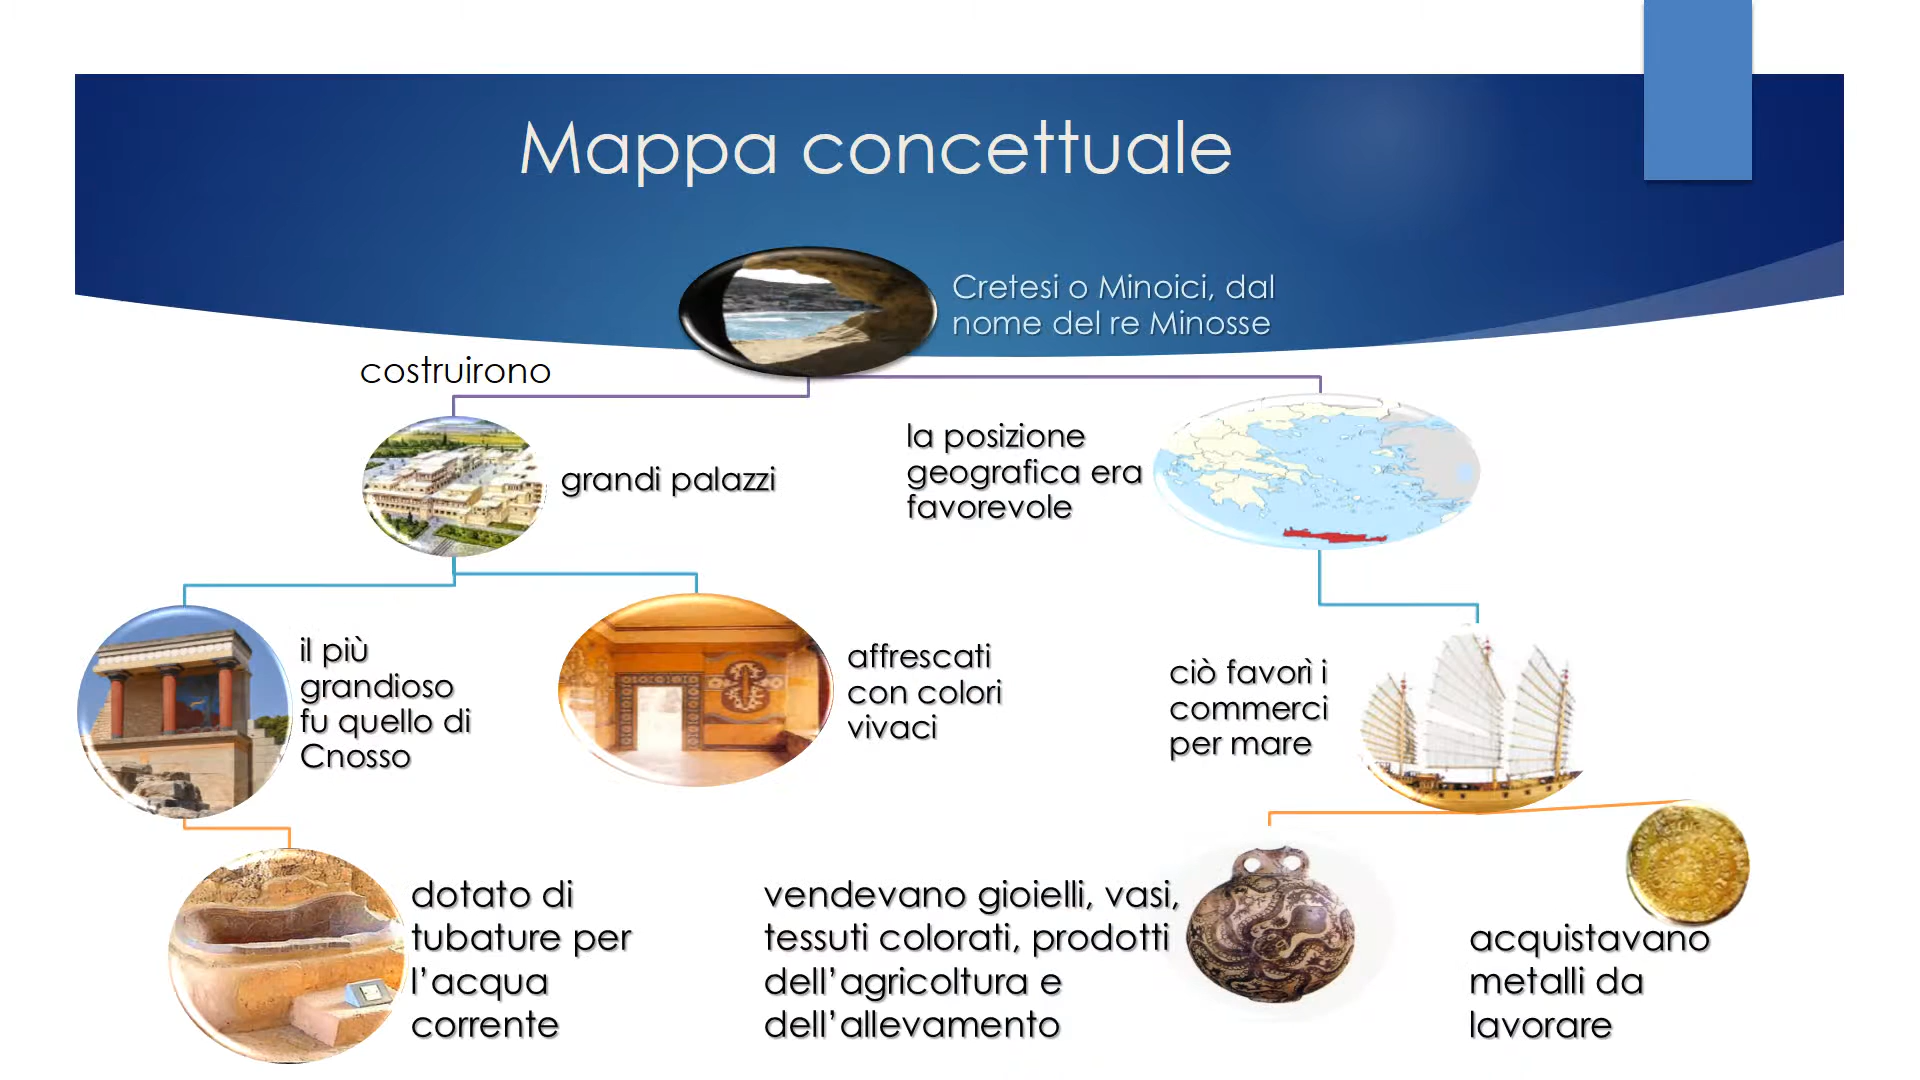 Mappa concettuale
Cretesi o Minoici, dal
nome del re Minosse
costruirono
grandi palazzi
la posizione
geografica era
favorevole
il più
grandioso
fu quello di
Cnosso
affrescati
con colori
vivaci
ciò favorì i
commerci
per mare
dotato di
tubature per
l’acqua
corrente
vendevano gioielli, vasi,
tessuti colorati, prodotti
dell’agricoltura e
dell’allevamento
acquistavano
metalli da
lavorare